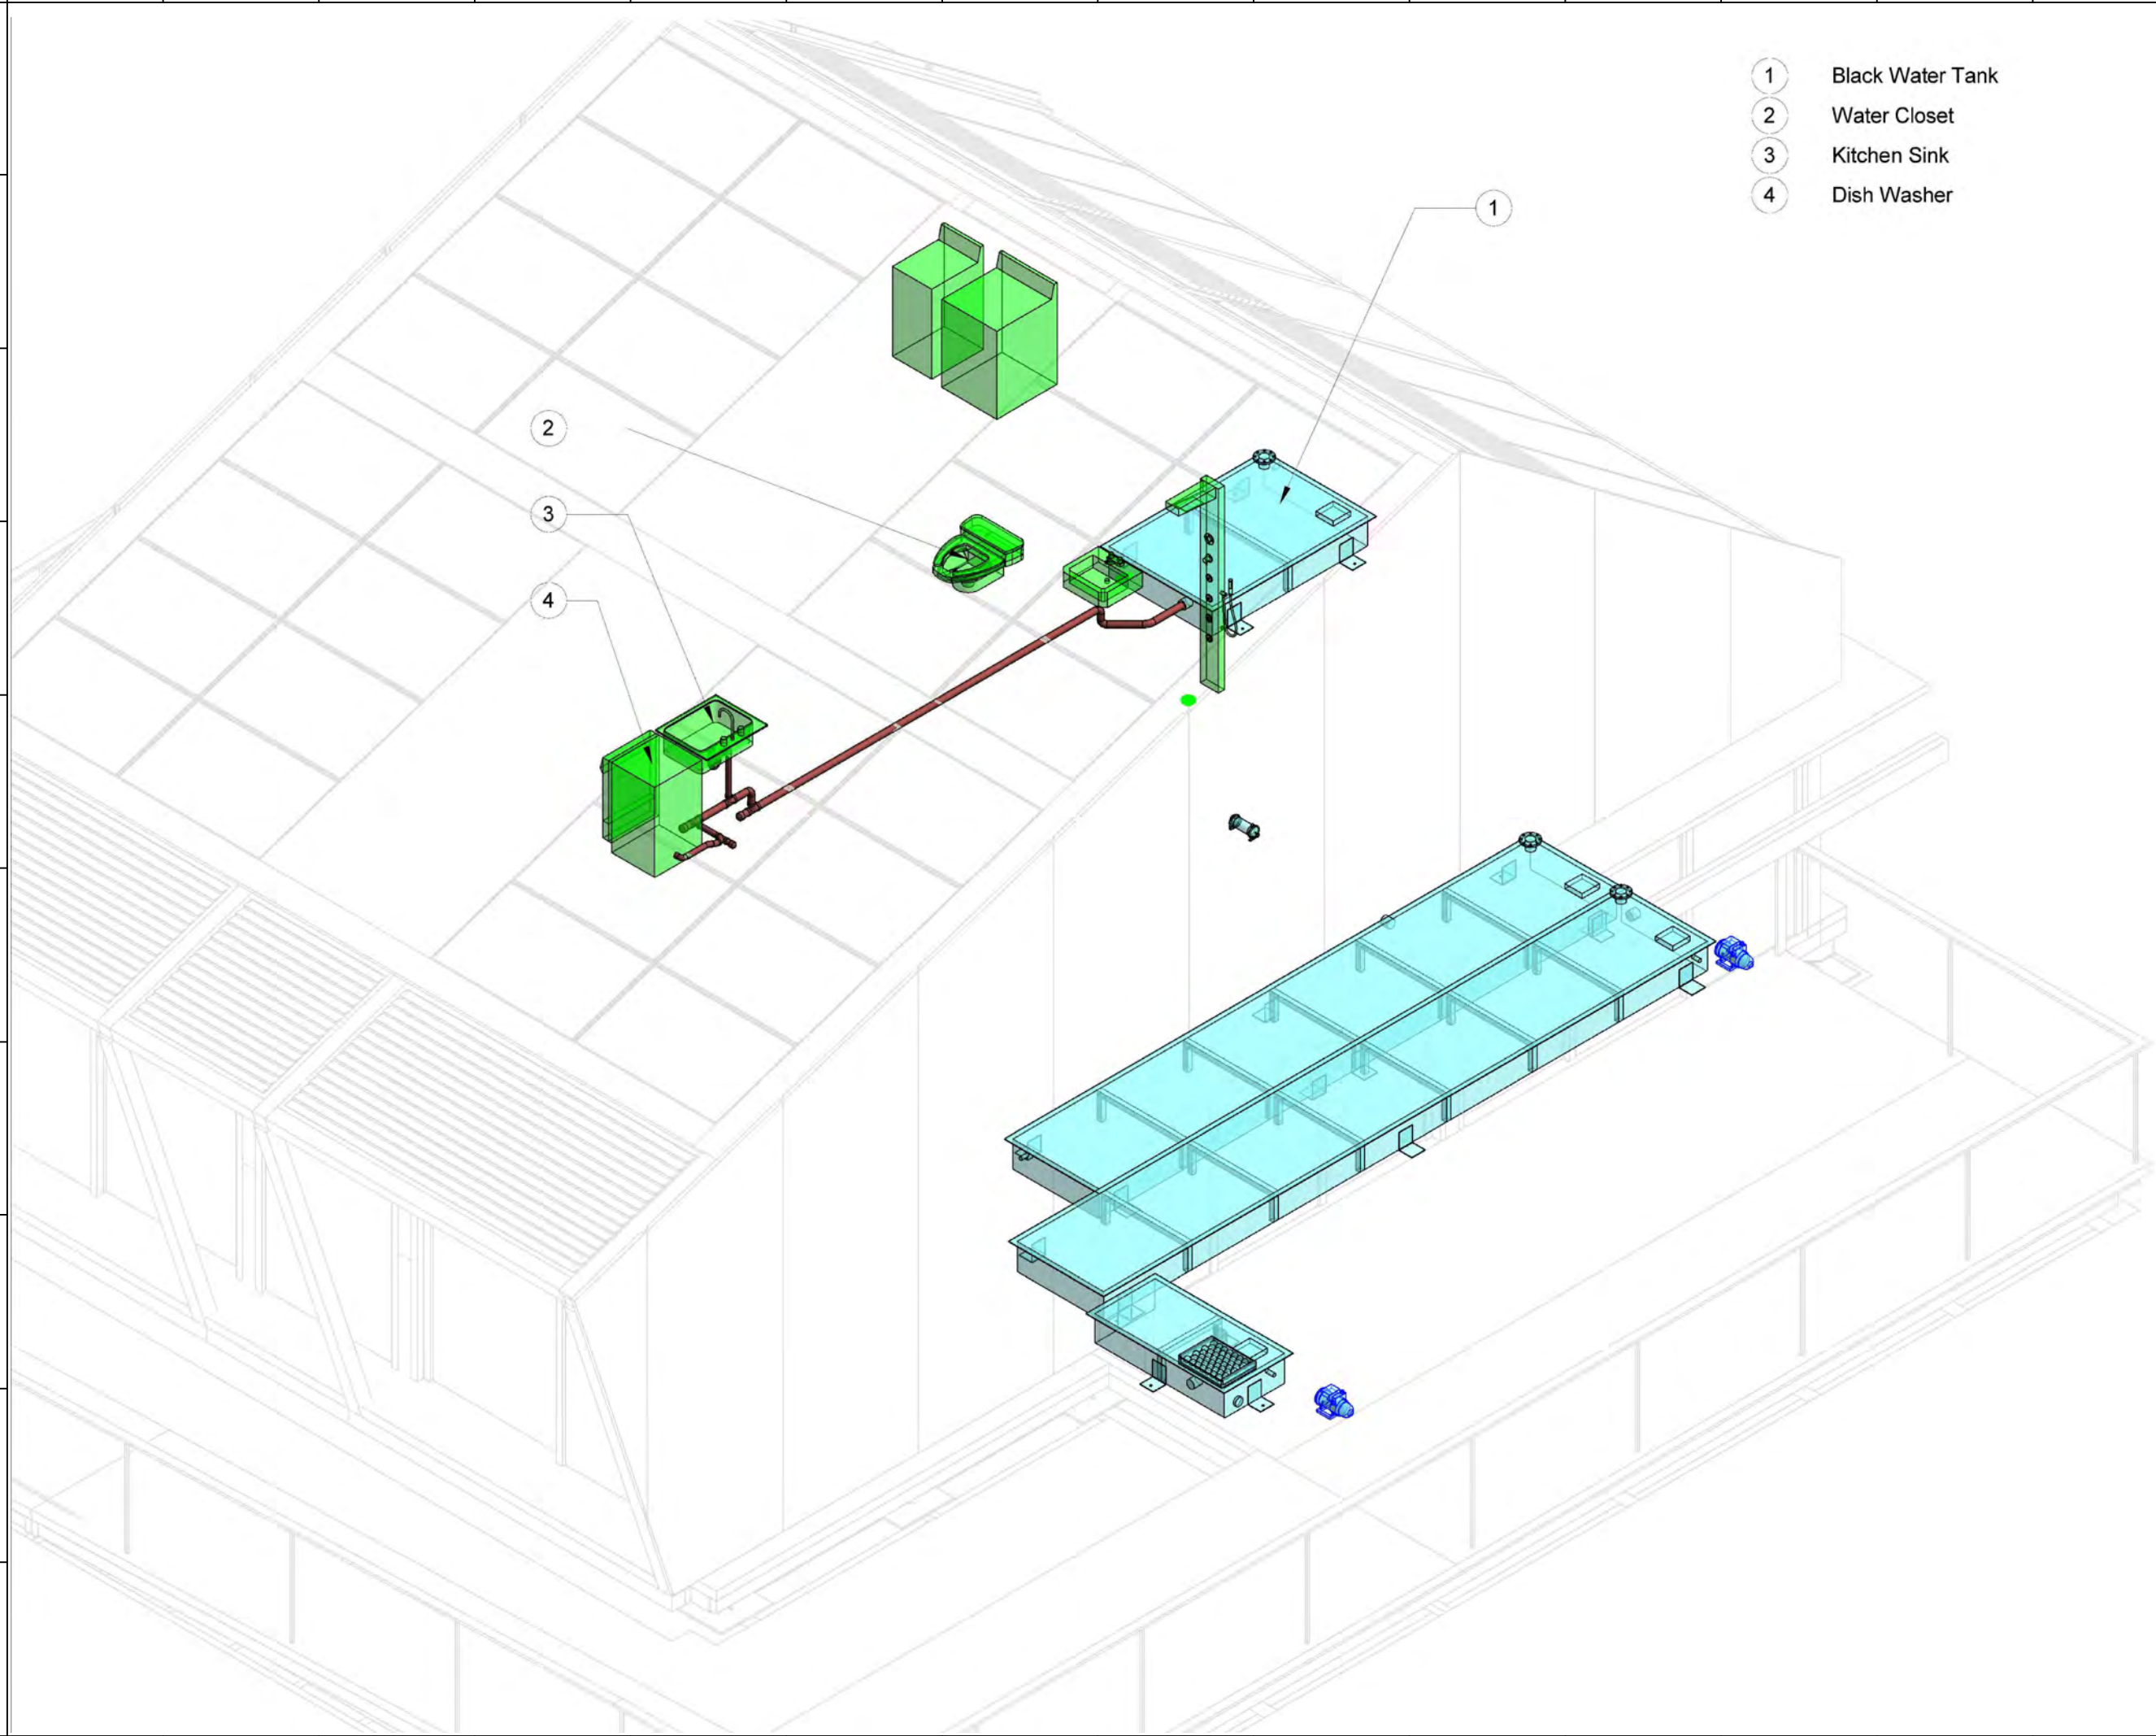 1 Black Water Tank
2 Water Closet
3 Kitchen Sink
4 Dish Washer
1
2
3
4